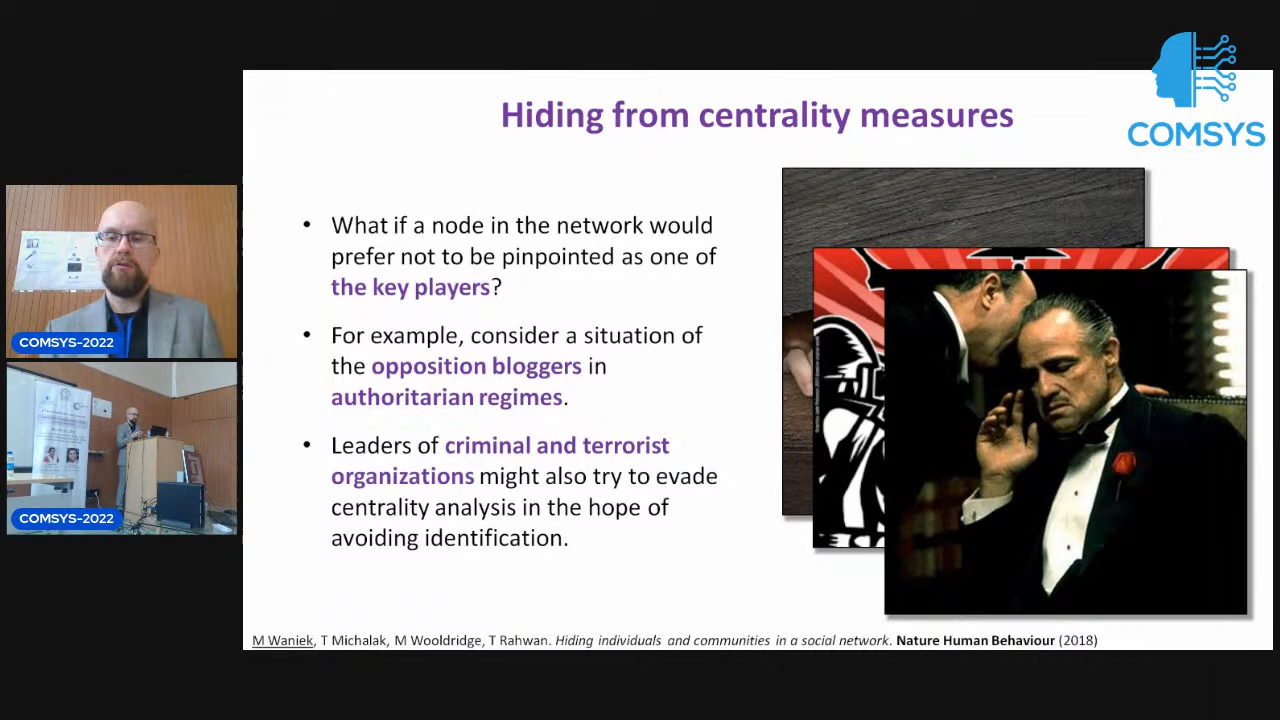 Hiding from centrality measures
COMSYS
• What if a node in the network would
prefer not to be pinpointed as one of
the key players?
• For example, consider a situation of
the opposition bloggers in
authoritarian regimes.
• Leaders of criminal and terrorist
organizations might also try to evade
centrality analysis in the hope of
avoiding identification.
M Waniek, T Michalak, M Wooldridge, T Rahwan. Hiding individuals and communities in a social network. Nature Human Behaviour (2018)
COMSYS-2022
COMSYS-2022